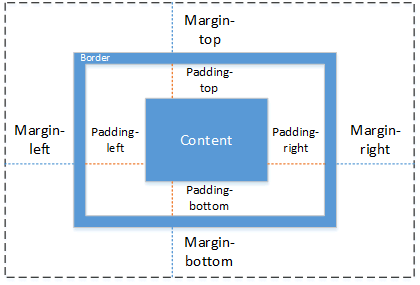 Margin-
top
Border
Padding-
top
Margin-
left
Padding-
left
Content
Padding-
right
Margin-
right
Padding-
bottom
Margin-
bottom